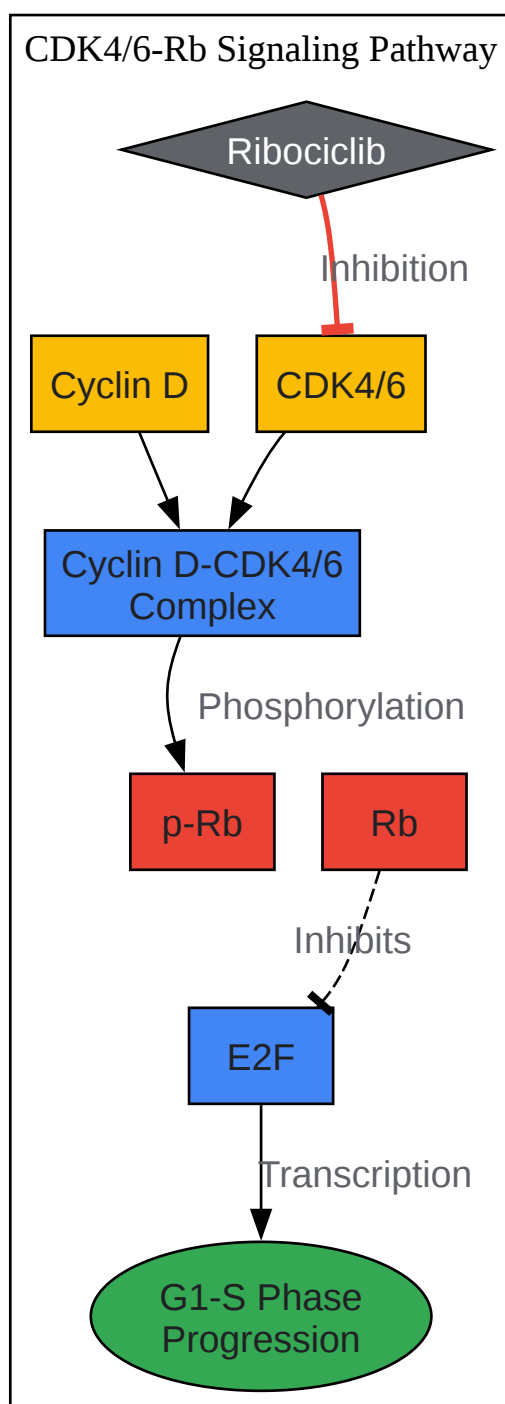 CDK4/6-Rb Signaling Pathway
Ribociclib
Inhibition
Cyclin D
CDK4/6
Cyclin D-CDK4/6
Complex
Phosphorylation
p-Rb
Rb
Inhibits
E2F
Transcription
G1-S Phase
Progression